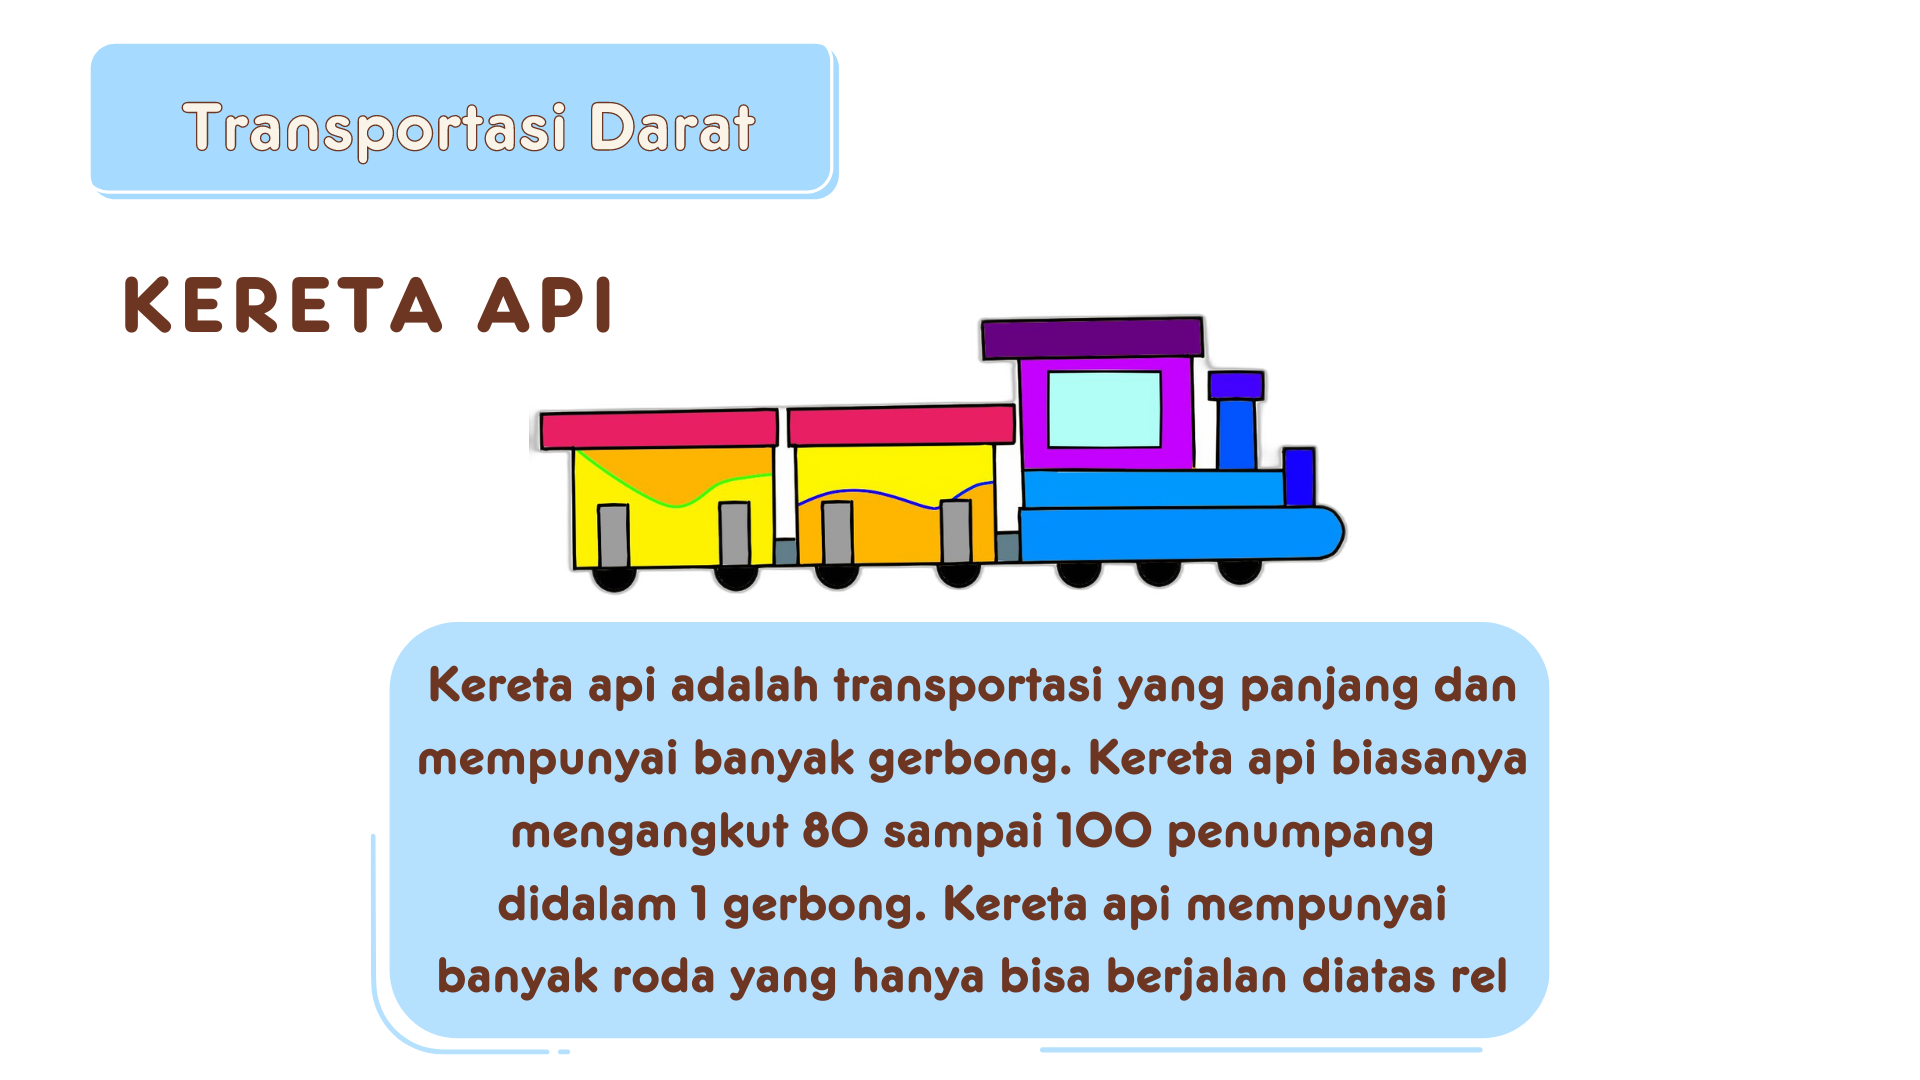 Transportasi Darat
KERETA API
Kereta api adalah transportasi yang panjang dan
mempunyai banyak gerbong. Kereta api biasanya
mengangkut 80 sampai 100 penumpang
didalam 1 gerbong. Kereta api mempunyai
banyak roda yang hanya bisa berjalan diatas rel